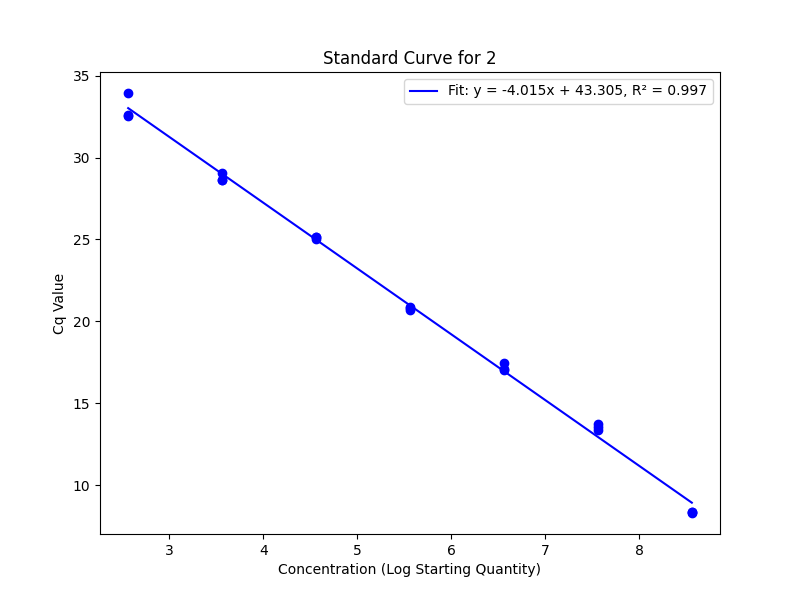 Standard Curve for 2
Fit: y = -4.015x + 43.305, R² = 0.997
35
30
25
20
15
10
Cq Value
3 4 5 6 7 8
Concentration (Log Starting Quantity)